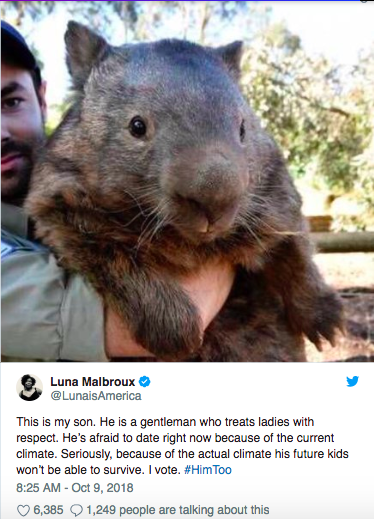 Luna Malbroux
@LunaisAmerica
This is my son. He is a gentleman who treats ladies with
respect. He's afraid to date right now because of the current
climate. Seriously, because of the actual climate his future kids
won't be able to survive. I vote. #HimToo
8:25 AM - Oct 9, 2018
6,385 1,249 people are talking about this